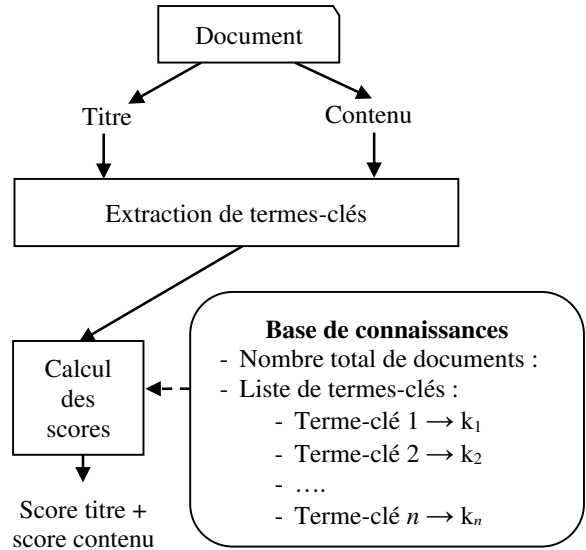 Document
Titre
Contenu
Extraction de termes-clés
Calcul
des
scores
Score titre +
score contenu
Base de connaissances
- Nombre total de documents :
- Liste de termes-clés :
- Terme-clé 1 → k₁
- Terme-clé 2 → k₂
- ….
- Terme-clé n → kₙ